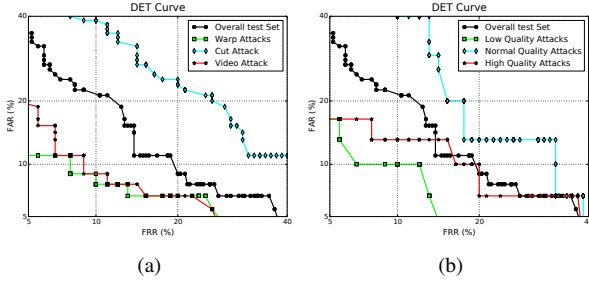 DET Curve
FAR (%)
40
20
10
5
5 10 20 40
FRR (%)
Overall test Set
Warp Attacks
Cut Attack
Video Attack
(a)
DET Curve
FAR (%)
40
20
10
5
5 10 20 4
FRR (%)
Overall test Set
Low Quality Attacks
Normal Quality Attacks
High Quality Attacks
(b)